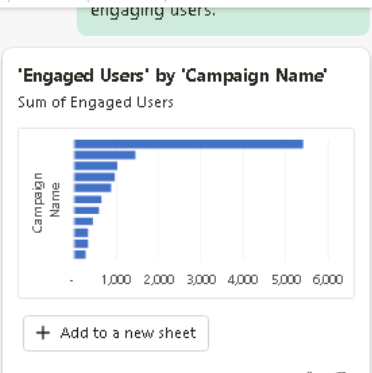 engaging users.
'Engaged Users' by 'Campaign Name'
Sum of Engaged Users
Campaign
Name
- 1,000 2,000 3,000 4,000 5,000 6,000
+ Add to a new sheet